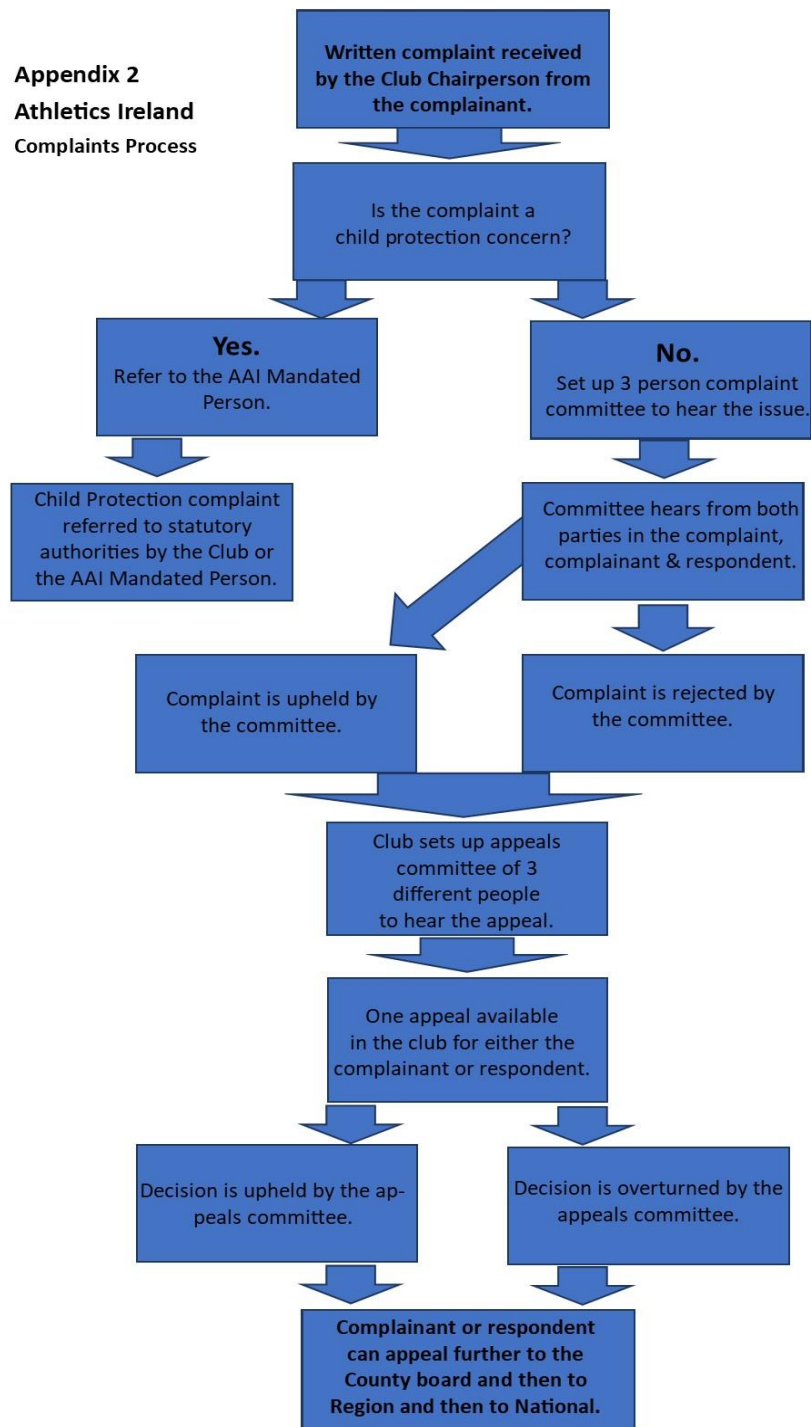 Appendix 2
Athletics Ireland
Complaints Process
Written complaint received
by the Club Chairperson from
the complainant.
Is the complaint a
child protection concern?
Yes.
Refer to the AAI Mandated
Person.
No.
Set up 3 person complaint
committee to hear the issue.
Child Protection complaint
referred to statutory
authorities by the Club or
the AAI Mandated Person.
Committee hears from both
parties in the complaint,
complainant & respondent.
Complaint is upheld by
the committee.
Complaint is rejected by
the committee.
Club sets up appeals
committee of 3
different people
to hear the appeal.
One appeal available
in the club for either the
complainant or respondent.
Decision is upheld by the ap-
peals committee.
Decision is overturned by the
appeals committee.
Complainant or respondent
can appeal further to the
County board and then to
Region and then to National.